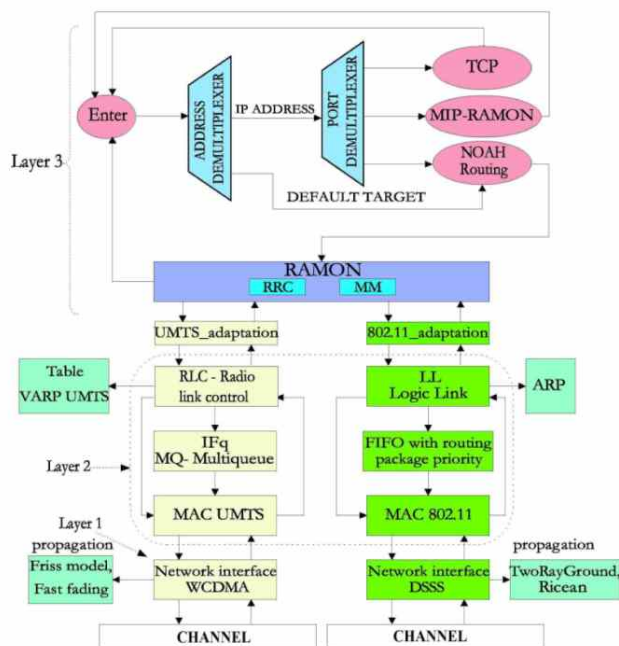 TCP
Enter
ADDRESS
DEMULTIPLEXER
IP ADDRESS
PORT
DEMULTIPLEXER
MIP-RAMON
Layer 3
NOAH
Routing
DEFAULT TARGET
RAMON
RRC
MM
UMTS_adaptation
802.11_adaptation
Table
VARP UMTS
RLC - Radio
link control
LL
Logic Link
ARP
IFq
MQ- Multiqueue
FIFO with routing
package priority
Layer 2
MAC UMTS
MAC 802.11
Layer 1
propagation
Friss model,
Fast fading
Network interface
WCDMA
Network interface
DSSS
propagation
TwoRayGround,
Ricean
CHANNEL
CHANNEL